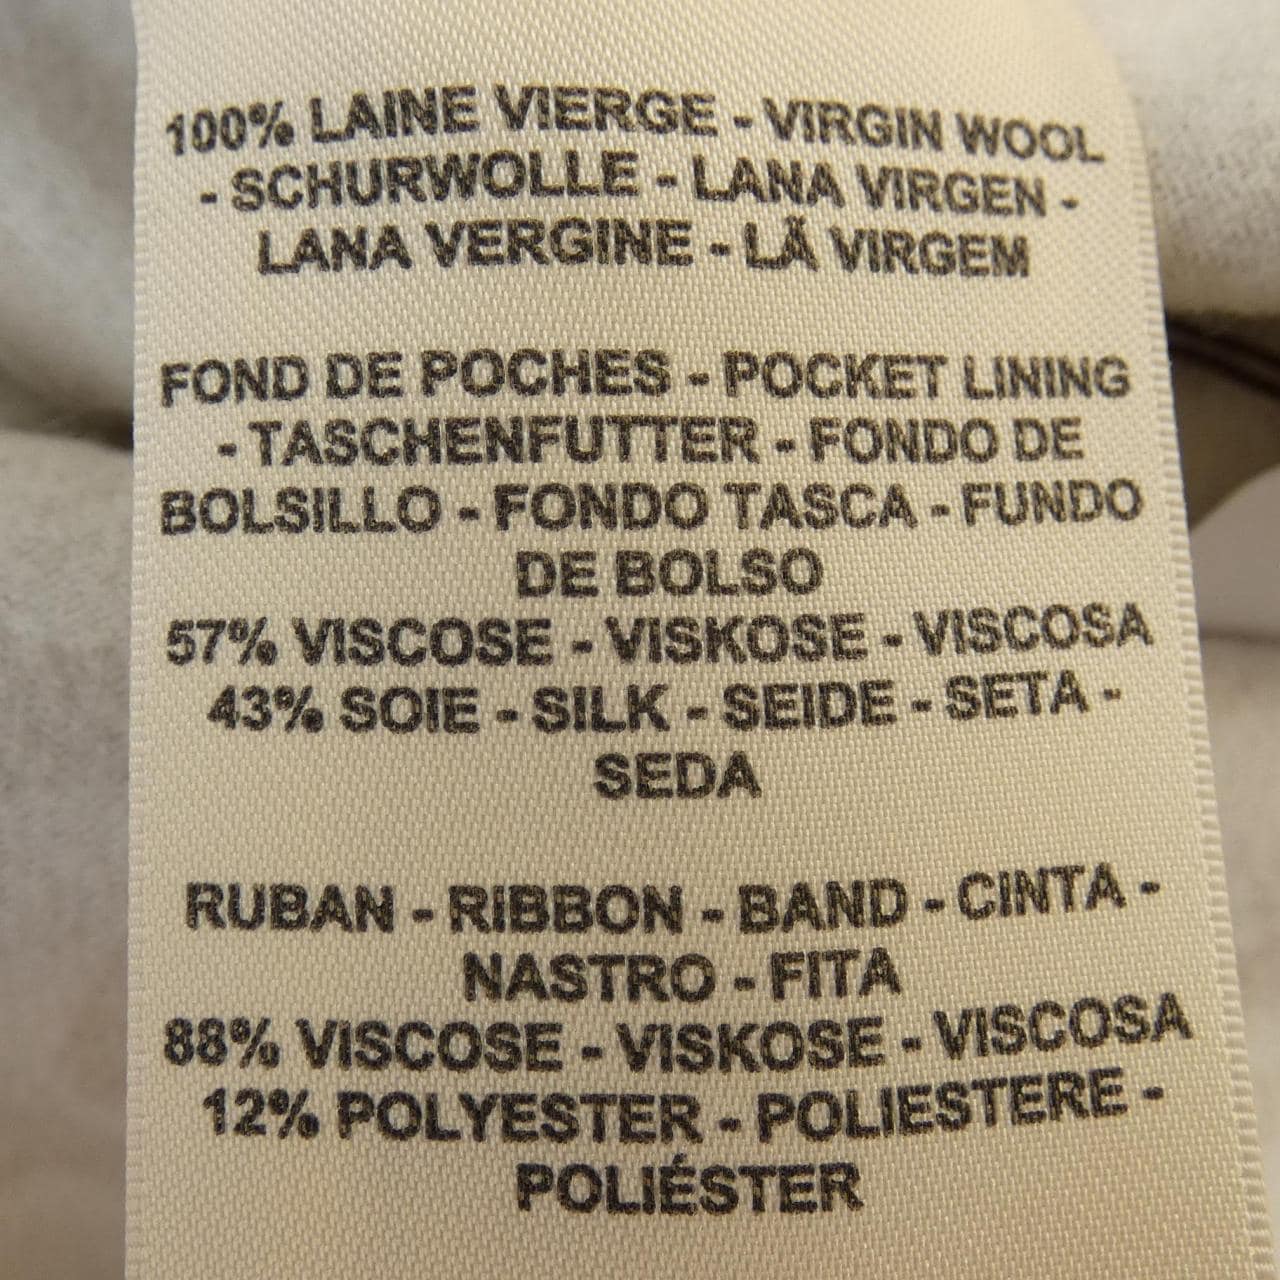 100% LAINE VIERGE - VIRGIN WOOL
- SCHURWOLLE - LANA VIRGEN -
LANA VERGINE - LÃ VIRGEM
FOND DE POCHES - POCKET LINING
- TASCHENFUTTER - FONDO DE
BOLSILLO - FONDO TASCA - FUNDO
DE BOLSO
57% VISCOSE - VISKOSE - VISCOSA
43% SOIE - SILK - SEIDE - SETA -
SEDA
RUBAN - RIBBON - BAND - CINTA -
NASTRO - FITA
88% VISCOSE - VISKOSE - VISCOSA
12% POLYESTER - POLIESTERE -
POLIÉSTER